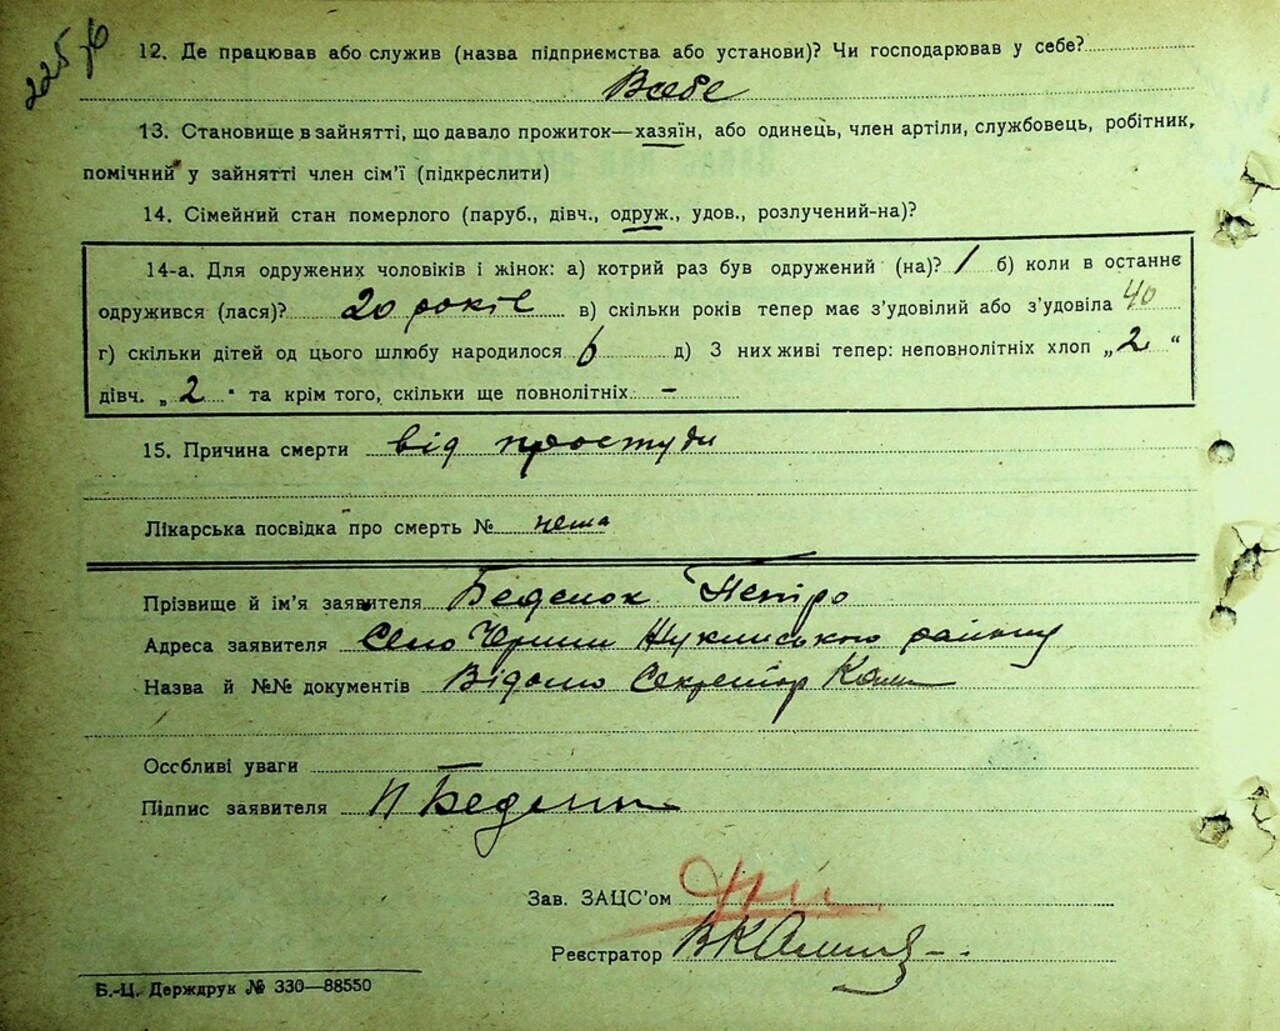 225 зв
12. Де працював або служив (назва підприємства або установи)? Чи господарював у себе?
В себе
13. Становище в зайнятті, що давало прожиток—хазяїн, або одинець, член артіли, службовець, робітник,
помічний у зайнятті член сім'ї (підкреслити)
14. Сімейний стан померлого (паруб., дівч., одруж., удов., розлучений-на)?
14-а. Для одружених чоловіків і жінок: а) котрий раз був одружений (на)? 1 б) коли в останнє
одружився (лася)? 20 років в) скільки років тепер має з'удовілий або з'удовіла 40
г) скільки дітей од цього шлюбу народилося 6 д) З них живі тепер: неповнолітніх хлоп „2“
дівч. „2“ та крім того, скільки ще повнолітніх. —
15. Причина смерти від простуди
Лікарська посвідка про смерть № нема
Прізвище й ім'я заявителя Беденок Петро
Адреса заявителя Село району
Назва й №№ документів Відомо Секретар
Особливі уваги —
Підпис заявителя П Беден
Зав. ЗАЦС'ом
Реєстратор
Б.-Ц. Держдрук № 330—88550